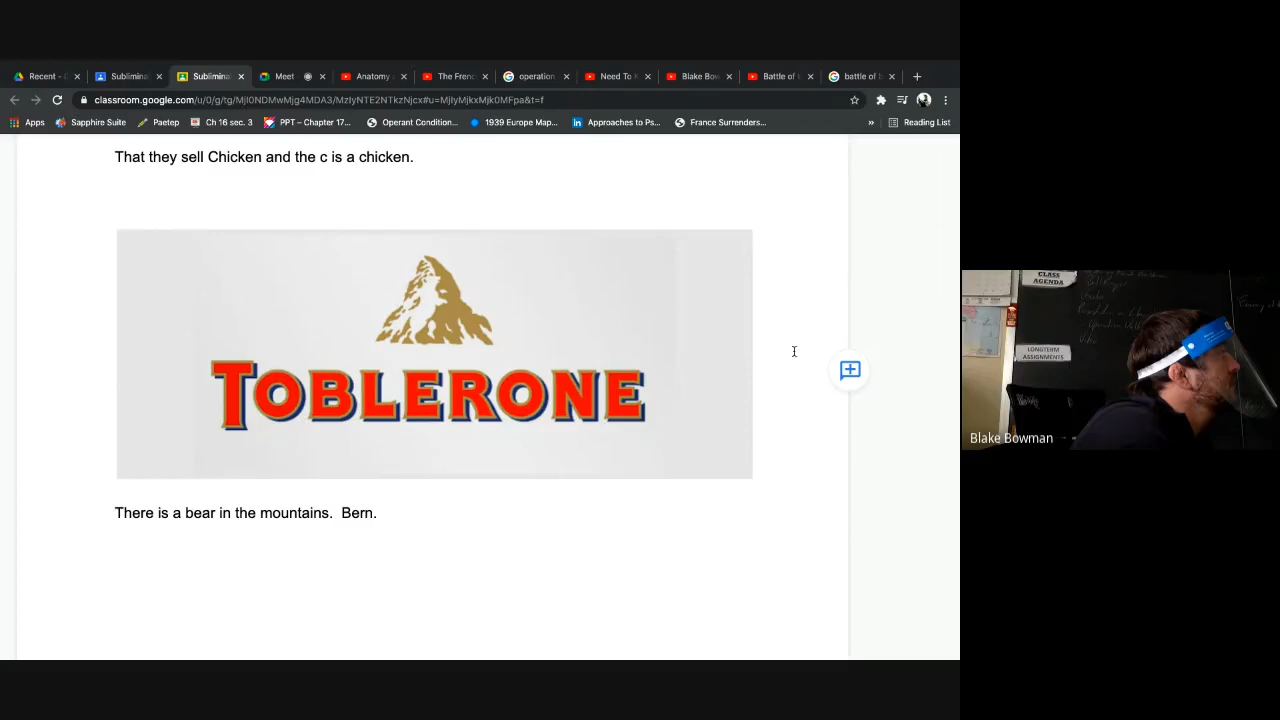 Recent -
Sublimina
Sublimina
Meet
Anatomy
The Frenc
operation
Need To K
Blake Bow
Battle of
battle of b
classroom.google.com/u/0/g/tg/MjI0NDMwMjg4MDA3/MzIyNTE2NTkzNjcx#u=MjIyMjkxMjk0MFpa&t=f
Apps Sapphire Suite Paetep Ch 16 sec. 3 PPT – Chapter 17... Operant Condition... 1939 Europe Map... Approaches to Ps... France Surrenders... » Reading List
That they sell Chicken and the c is a chicken.
TOBLERONE
There is a bear in the mountains. Bern.
CLASS
AGENDA
LONGTERM
ASSIGNMENTS
Video
Blake Bowman